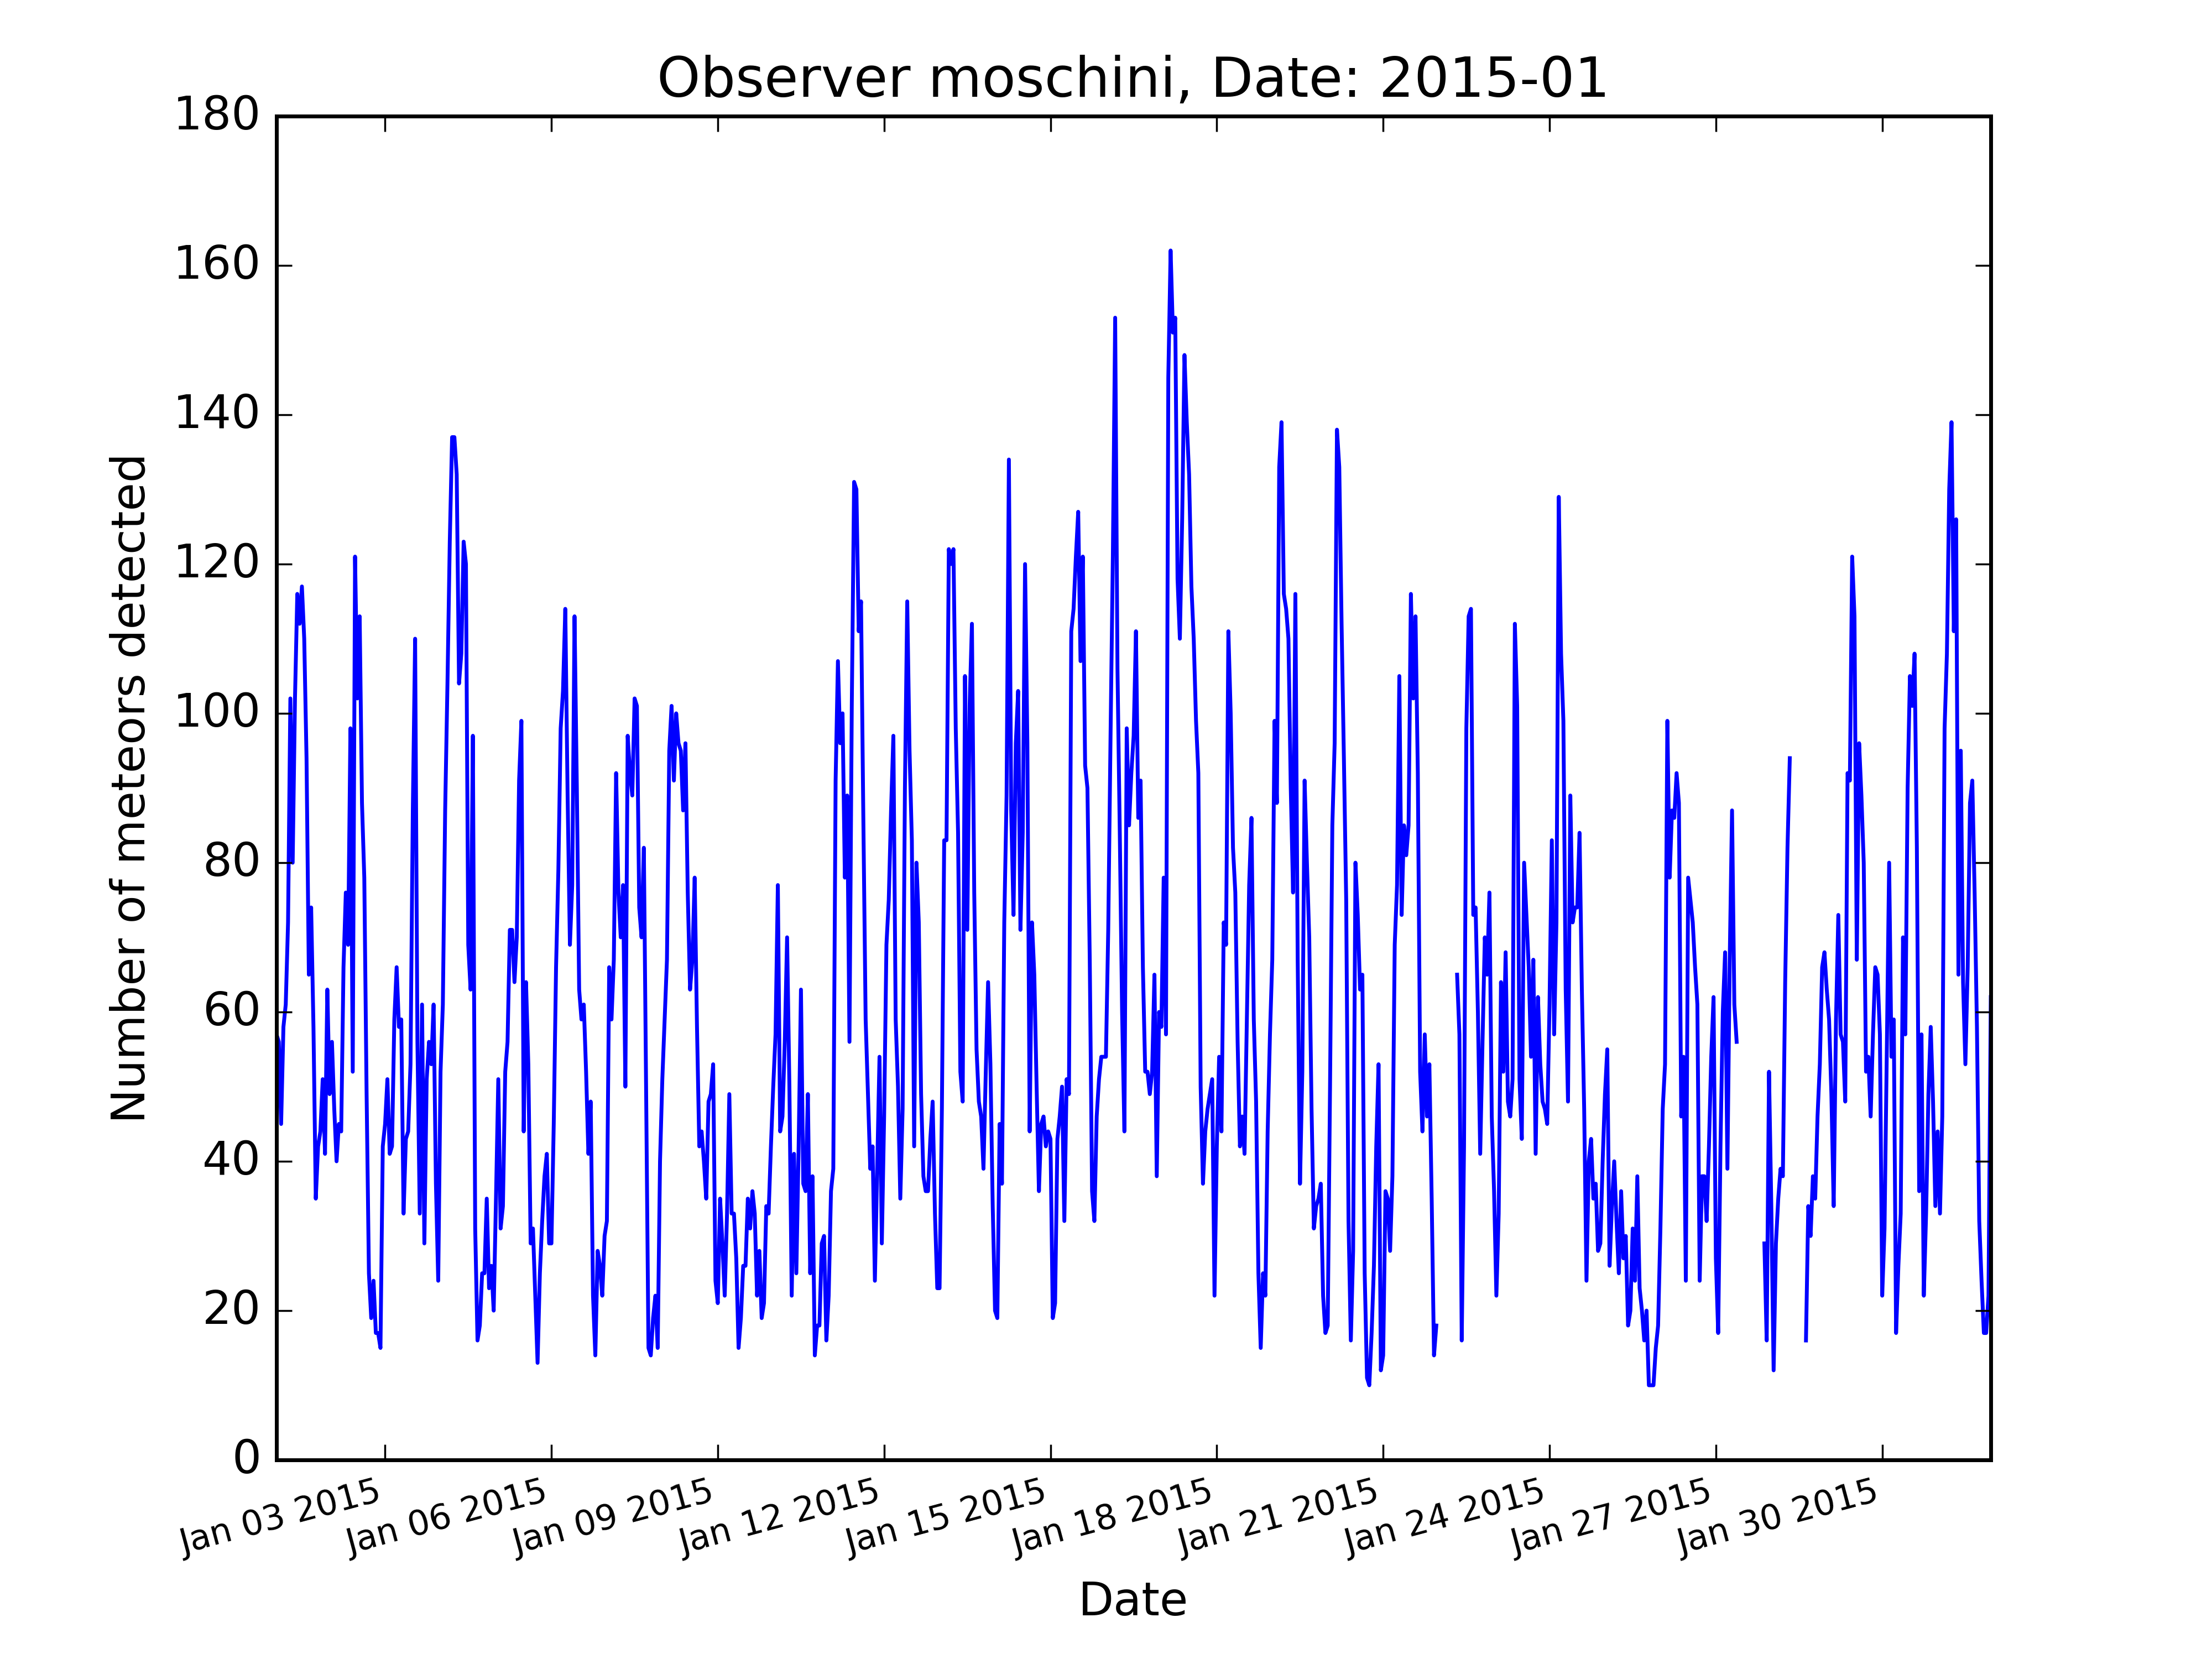 Observer moschini, Date: 2015-01
180
160
140
120
100
80
60
40
20
0
Number of meteors detected
Jan 03 2015
Jan 06 2015
Jan 09 2015
Jan 12 2015
Jan 15 2015
Jan 18 2015
Jan 21 2015
Jan 24 2015
Jan 27 2015
Jan 30 2015
Date